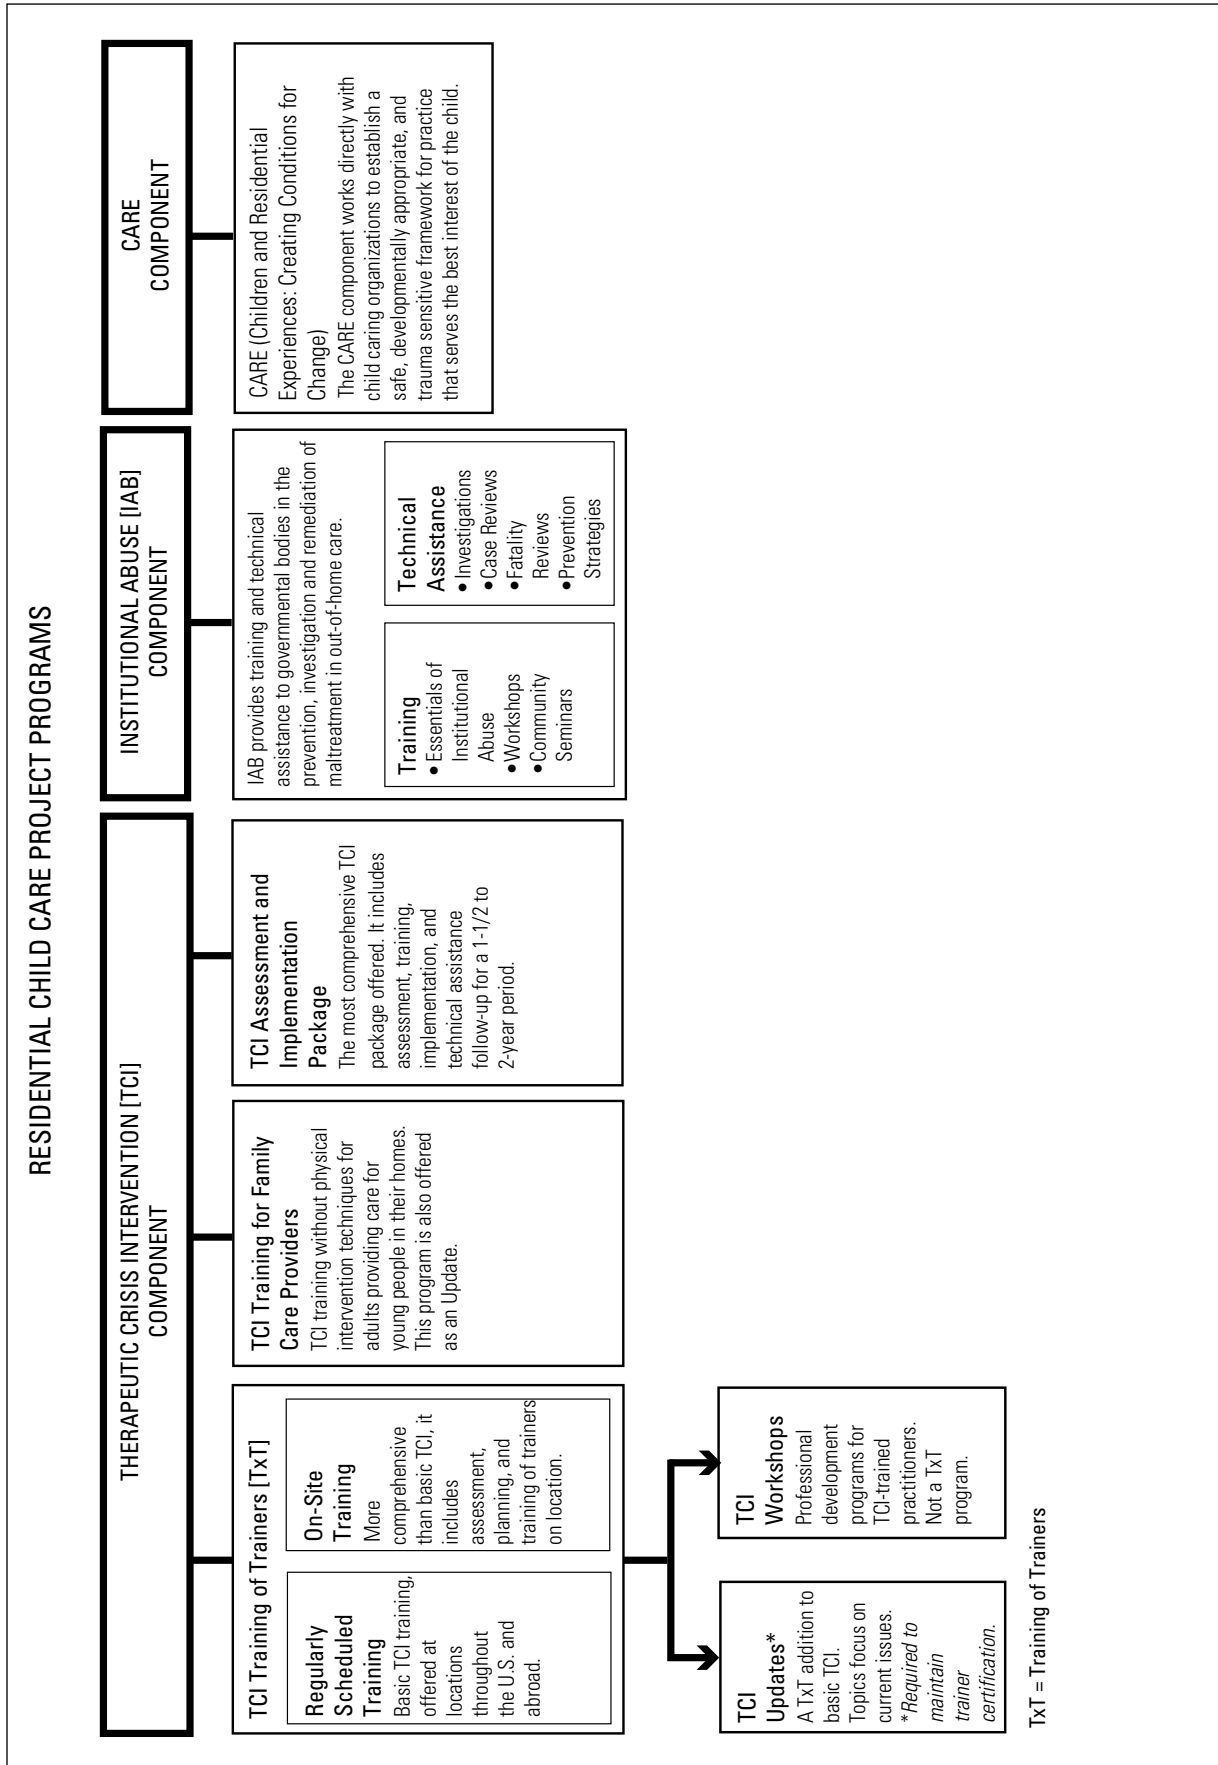 RESIDENTIAL CHILD CARE PROJECT PROGRAMS
THERAPEUTIC CRISIS INTERVENTION [TCI]
COMPONENT
TCI Training of Trainers [TxT]
Regularly
Scheduled
Training
Basic TCI training,
offered at
locations
throughout
the U.S. and
abroad.
On-Site
Training
More
comprehensive
than basic TCI, it
includes
assessment,
planning, and
training of trainers
on location.
TCI
Updates*
A TxT addition to
basic TCI.
Topics focus on
current issues.
*Required to
maintain
trainer
certification.
TCI
Workshops
Professional
development
programs for
TCI-trained
practitioners.
Not a TxT
program.
TCI Training for Family
Care Providers
TCI training without physical
intervention techniques for
adults providing care for
young people in their homes.
This program is also offered
as an Update.
TCI Assessment and
Implementation
Package
The most comprehensive TCI
package offered. It includes
assessment, training,
implementation, and
technical assistance
follow-up for a 1-1/2 to
2-year period.
INSTITUTIONAL ABUSE [IAB]
COMPONENT
IAB provides training and technical
assistance to governmental bodies in the
prevention, investigation and remediation of
maltreatment in out-of-home care.
Training
• Essentials of
Institutional
Abuse
• Workshops
• Community
Seminars
Technical
Assistance
• Investigations
• Case Reviews
• Fatality
Reviews
• Prevention
Strategies
CARE
COMPONENT
CARE (Children and Residential
Experiences: Creating Conditions for
Change)
The CARE component works directly with
child caring organizations to establish a
safe, developmentally appropriate, and
trauma sensitive framework for practice
that serves the best interest of the child.
TxT = Training of Trainers